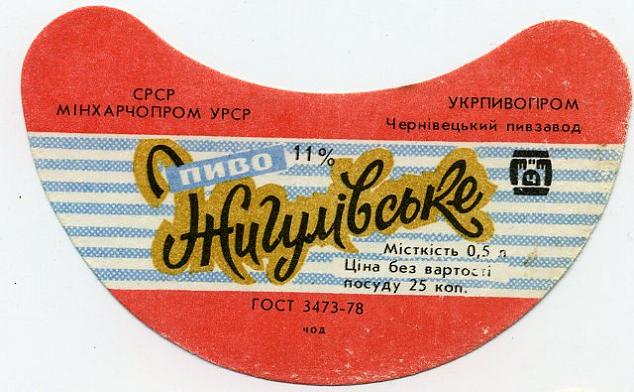 СРСР
МІНХАРЧОПРОМ УРСР
УКРПИВОПРОМ
Чернівецький пивзавод
ПИВО 11%
Жигулівське
Місткість 0,5 л
Ціна без вартості
посуду 25 коп.
ГОСТ 3473-78
чод